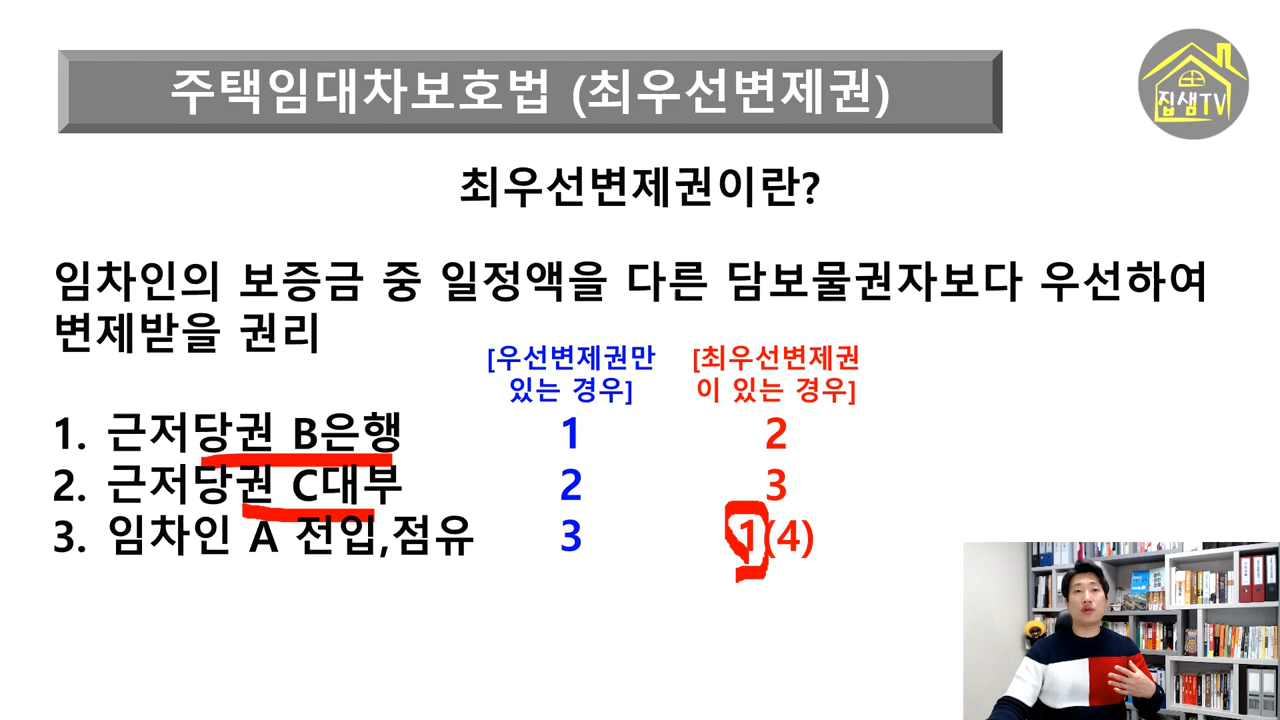 주택임대차보호법 (최우선변제권)
집샘TV
최우선변제권이란?
임차인의 보증금 중 일정액을 다른 담보물권자보다 우선하여
변제받을 권리
[우선변제권만
있는 경우]
[최우선변제권
이 있는 경우]
1. 근저당권 B은행 1 2
2. 근저당권 C대부 2 3
3. 임차인 A 전입,점유 3 1(4)